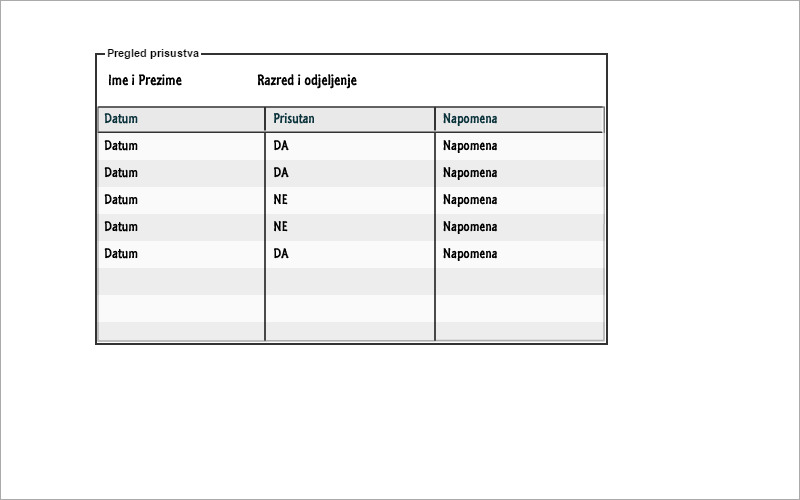 Pregled prisustva
Ime i Prezime Razred i odjeljenje
Datum Prisutan Napomena
Datum DA Napomena
Datum DA Napomena
Datum NE Napomena
Datum NE Napomena
Datum DA Napomena